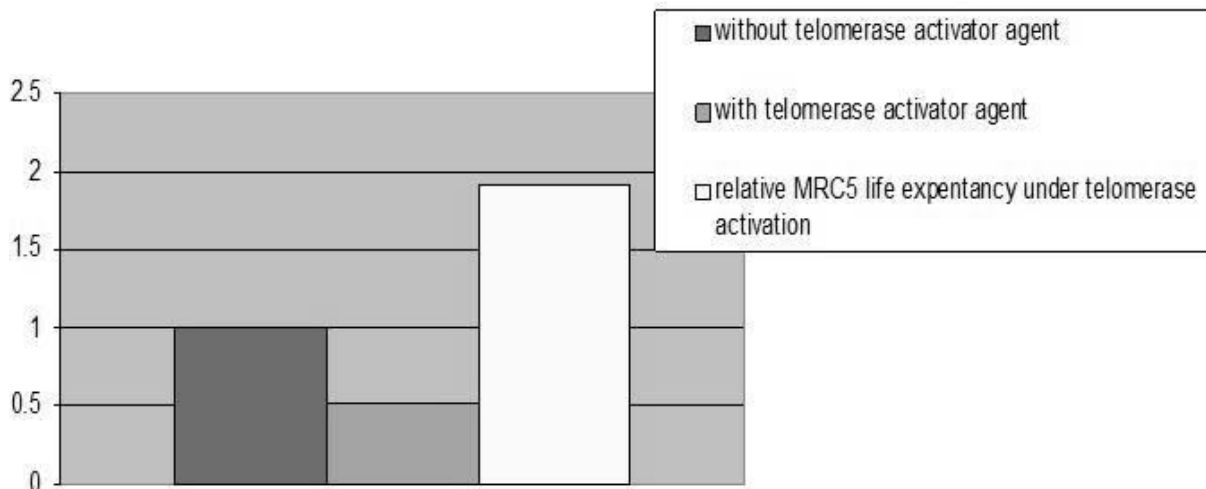 without telomerase activator agent
with telomerase activator agent
relative MRC5 life expentancy under telomerase
activation
2.5
2
1.5
1
0.5
0